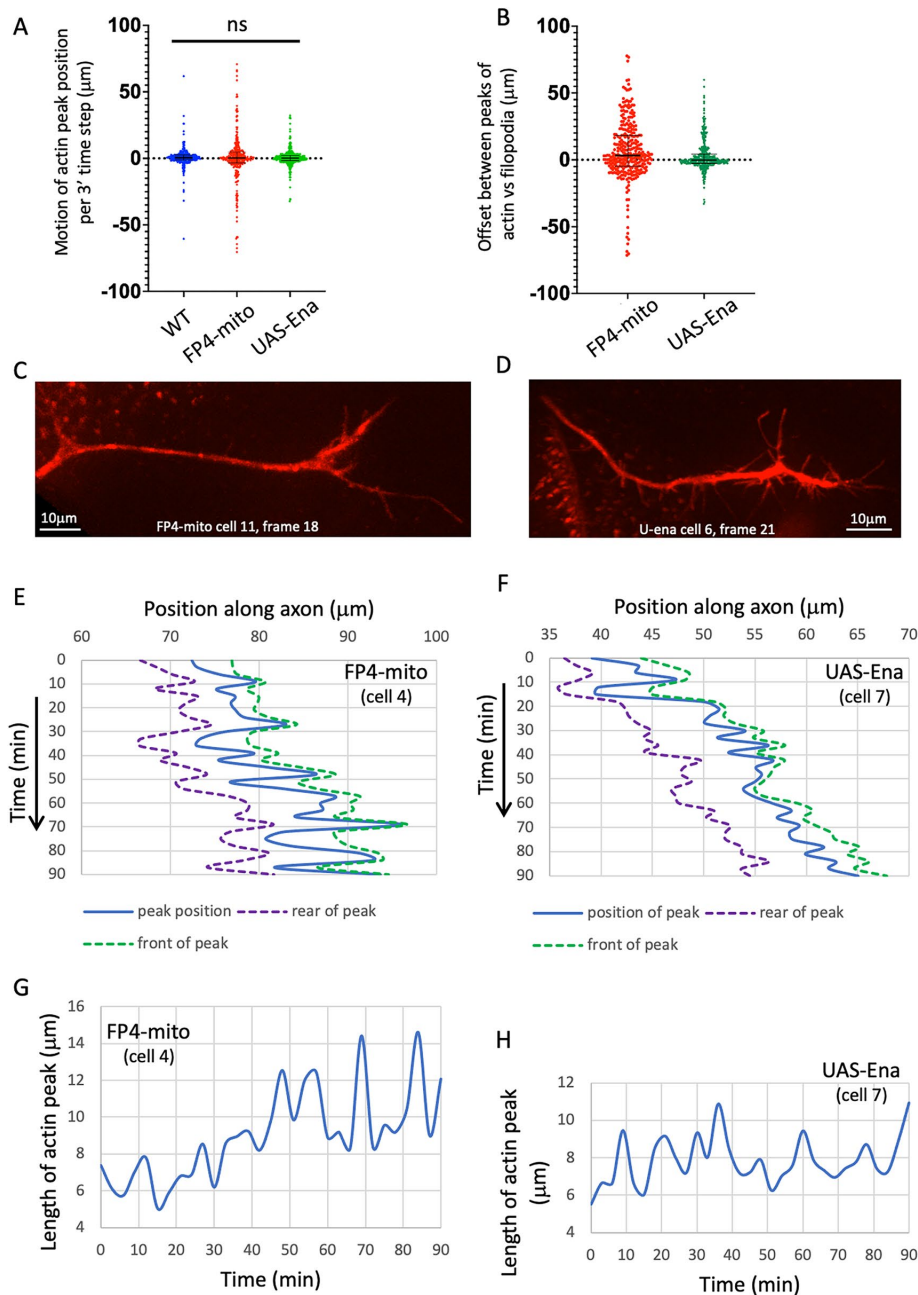 A
Motion of actin peak position
per 3' time step (μm)
100
50
0
-50
-100
ns
WT
FP4-mito
UAS-Ena
B
Offset between peaks of
actin vs filopodia (μm)
100
50
0
-50
-100
FP4-mito
UAS-Ena
C
10μm
FP4-mito cell 11, frame 18
D
U-ena cell 6, frame 21
10μm
E
Position along axon (μm)
60 70 80 90 100
FP4-mito
(cell 4)
Time (min)
0
10
20
30
40
50
60
70
80
90
peak position
rear of peak
front of peak
F
Position along axon (μm)
35 40 45 50 55 60 65 70
UAS-Ena
(cell 7)
Time (min)
0
10
20
30
40
50
60
70
80
90
position of peak
rear of peak
front of peak
G
FP4-mito
(cell 4)
Length of actin peak (μm)
16
14
12
10
8
6
4
0 10 20 30 40 50 60 70 80 90
Time (min)
H
UAS-Ena
(cell 7)
Length of actin peak
(μm)
12
10
8
6
4
0 10 20 30 40 50 60 70 80 90
Time (min)